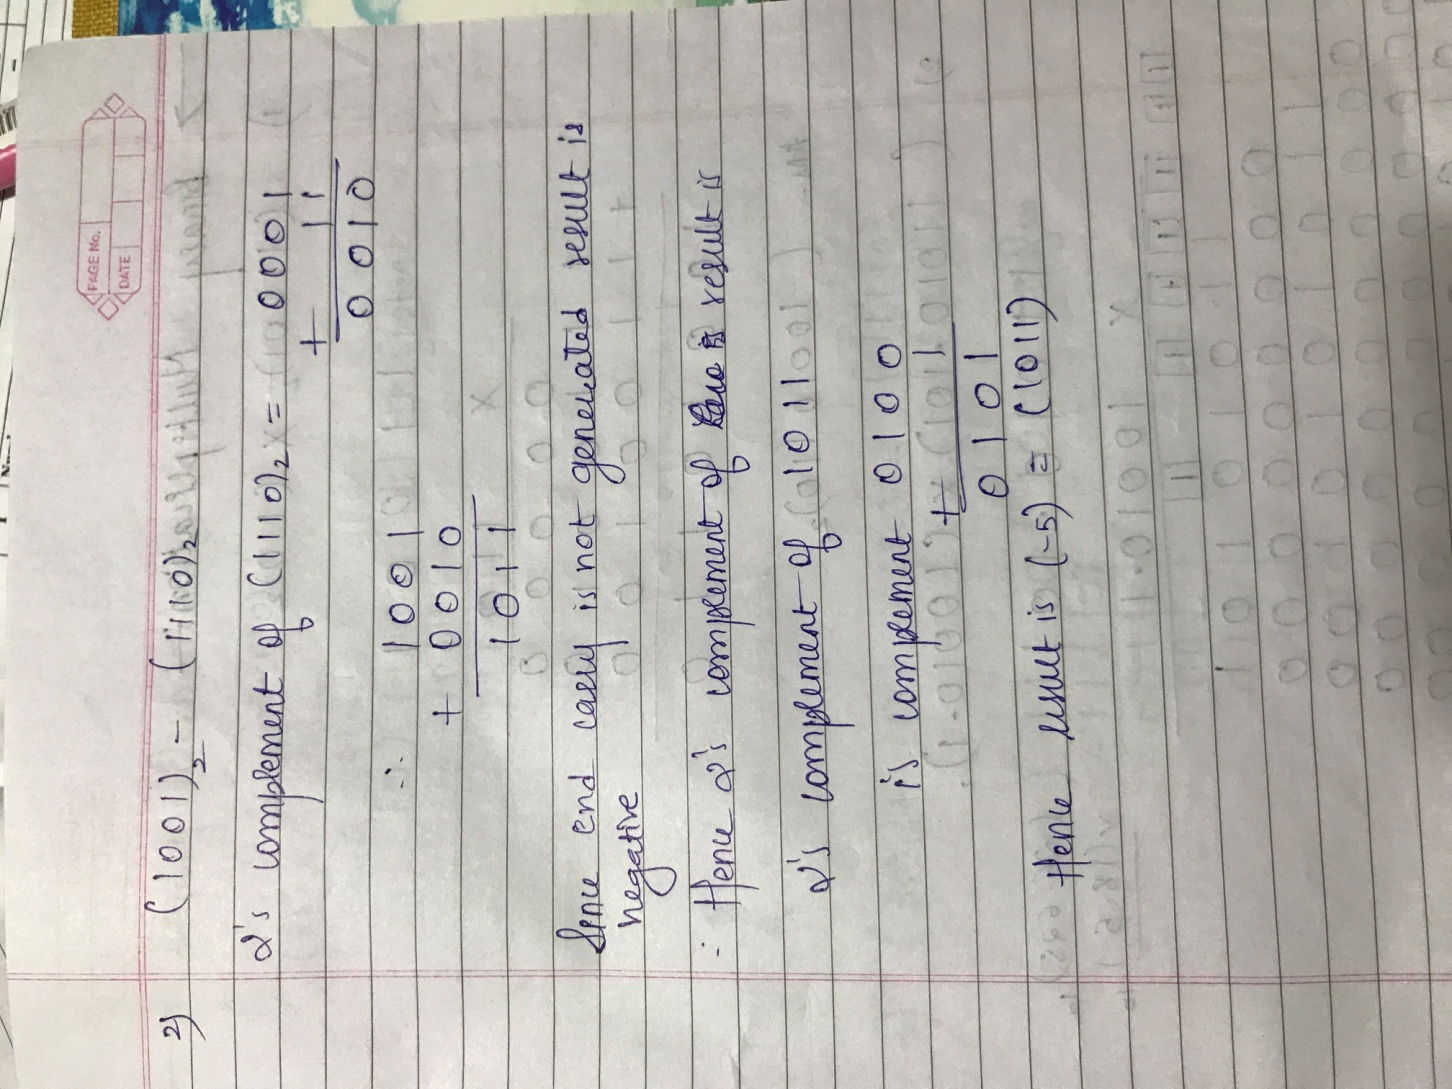 PAGE No.
DATE
2) (1001)₂ - (1110)₂
2's complement of (1110)₂ = 0001
+ 1
0010
∴ 1001
+ 0010
1011
Since end carry is not generated result is
negative
∴ Hence 2's complement of result is
2's complement of 1011
is complement 0100
+ 1
0101
Hence result is (-5) = (1011)